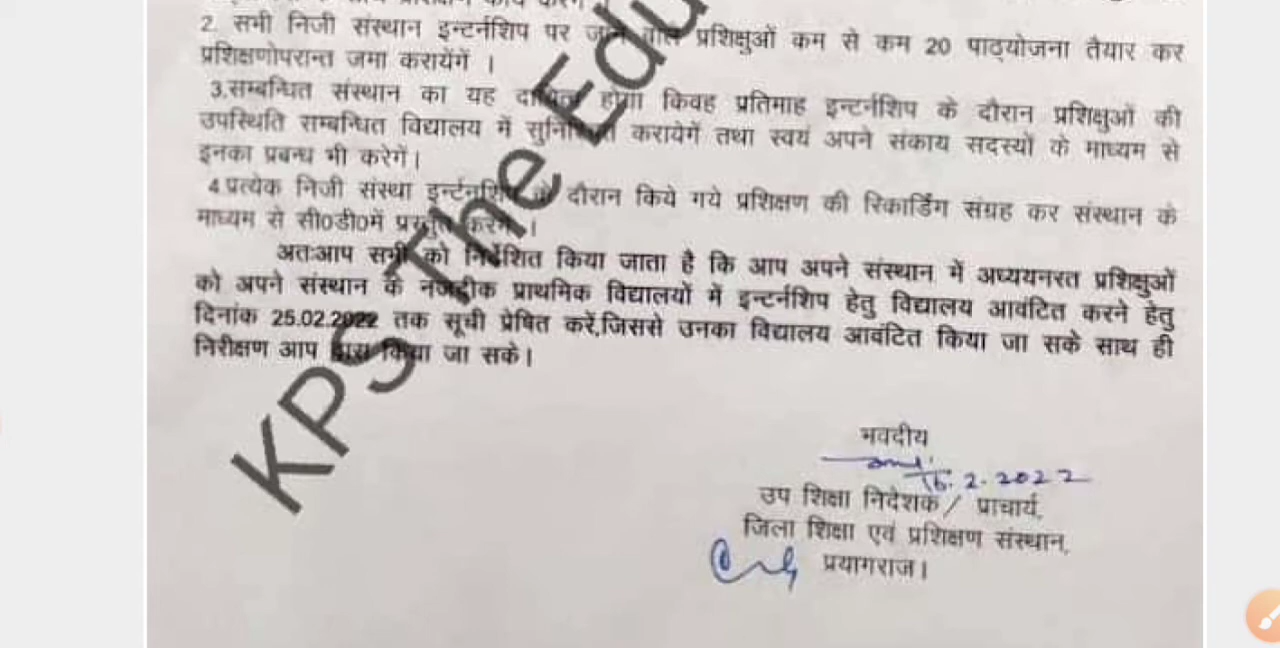 2. सभी निजी संस्थान इन्टर्नशिप पर जाने वाले प्रशिक्षुओं कम से कम 20 पाठ्योजना तैयार कर
प्रशिक्षणोपरान्त जमा करायेंगें ।
3.सम्बन्धित संस्थान का यह दायित्व होगा किवह प्रतिमाह इन्टर्नशिप के दौरान प्रशिक्षुओं की
उपस्थिति सम्बन्धित विद्यालय में सुनिश्चित करायेगें तथा स्वयं अपने संकाय सदस्यों के माध्यम से
इनका प्रबन्ध भी करेगें।
4.प्रत्येक निजी संस्था इर्न्टनशिप के दौरान किये गये प्रशिक्षण की रिकार्डिंग संग्रह कर संस्थान के
माध्यम से सी0डी0में प्रस्तुत करेगें ।
अतःआप सभी को निर्देशित किया जाता है कि आप अपने संस्थान में अध्ययनरत प्रशिक्षुओं
को अपने संस्थान के नजदीक प्राथमिक विद्यालयों में इन्टर्नशिप हेतु विद्यालय आवंटित करने हेतु
दिनांक 25.02.2022 तक सूची प्रेषित करें,जिससे उनका विद्यालय आवंटित किया जा सके साथ ही
निरीक्षण आप द्वारा किया जा सके।
KPS The Edu
भवदीय
16.2.2022
उप शिक्षा निदेशक/ प्राचार्य,
जिला शिक्षा एवं प्रशिक्षण संस्थान,
प्रयागराज।